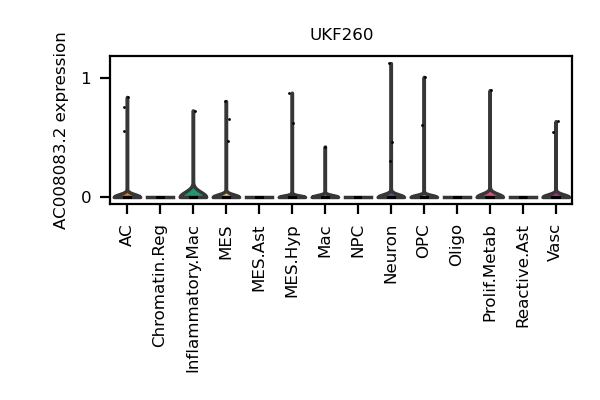 UKF260
AC008083.2 expression
1
0
AC
Chromatin.Reg
Inflammatory.Mac
MES
MES.Ast
MES.Hyp
Mac
NPC
Neuron
OPC
Oligo
Prolif.Metab
Reactive.Ast
Vasc